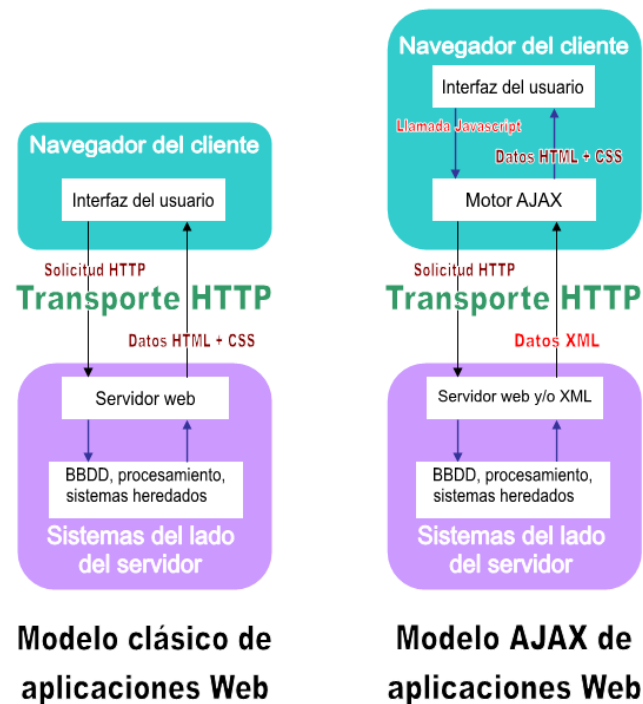 Navegador del cliente
Interfaz del usuario
Solicitud HTTP
Transporte HTTP
Datos HTML + CSS
Servidor web
BBDD, procesamiento,
sistemas heredados
Sistemas del lado
del servidor
Modelo clásico de
aplicaciones Web
Navegador del cliente
Interfaz del usuario
Llamada Javascript
Datos HTML + CSS
Motor AJAX
Solicitud HTTP
Transporte HTTP
Datos XML
Servidor web y/o XML
BBDD, procesamiento,
sistemas heredados
Sistemas del lado
del servidor
Modelo AJAX de
aplicaciones Web